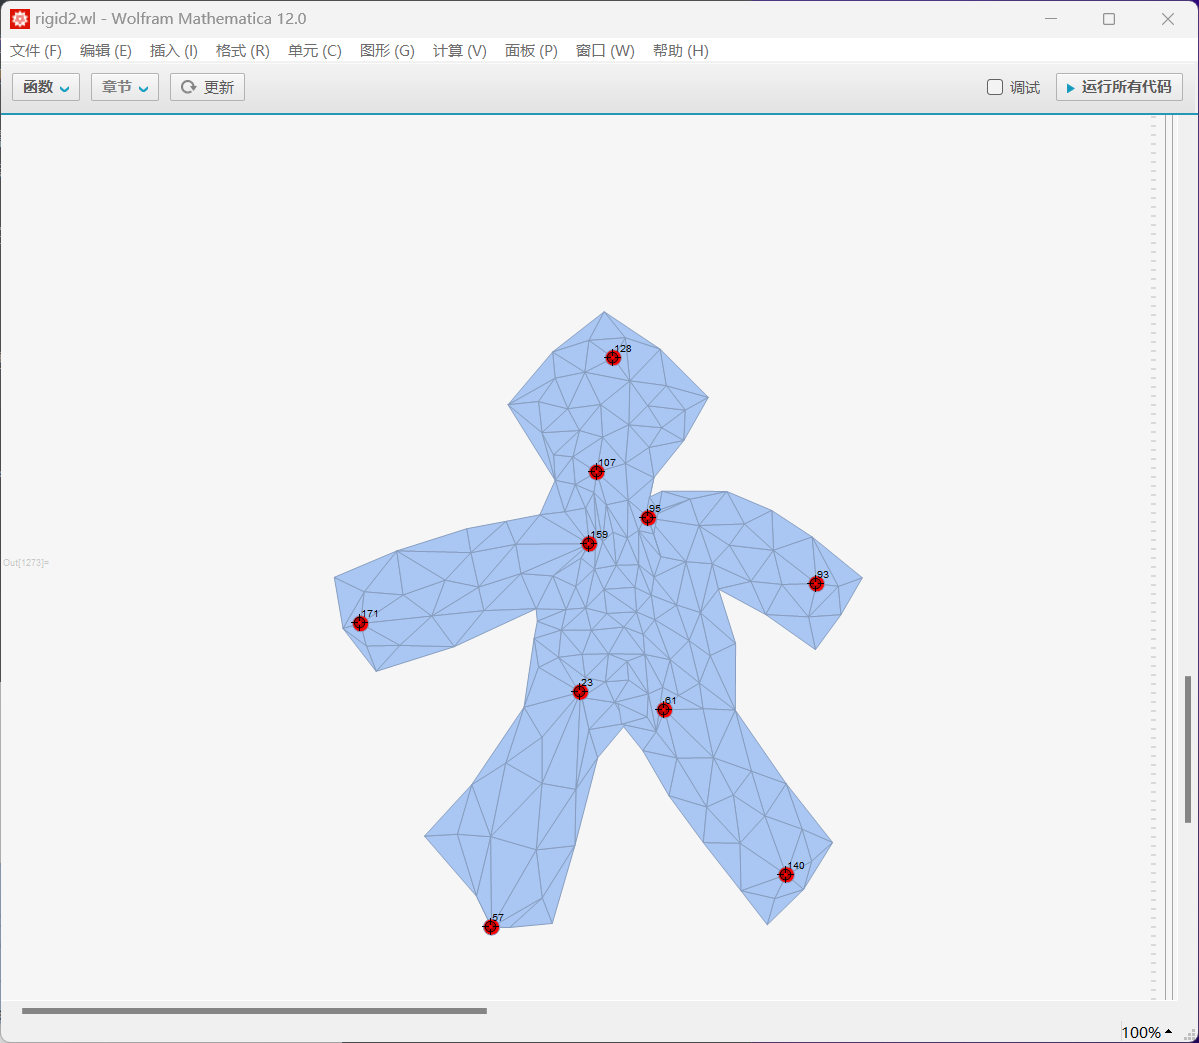 rigid2.wl - Wolfram Mathematica 12.0
文件 (F) 编辑 (E) 插入 (I) 格式 (R) 单元 (C) 图形 (G) 计算 (V) 面板 (P) 窗口 (W) 帮助 (H)
函数 章节 更新 调试 运行所有代码
128
107
95
159
Out[1273]=
93
171
23
61
140
57
100%